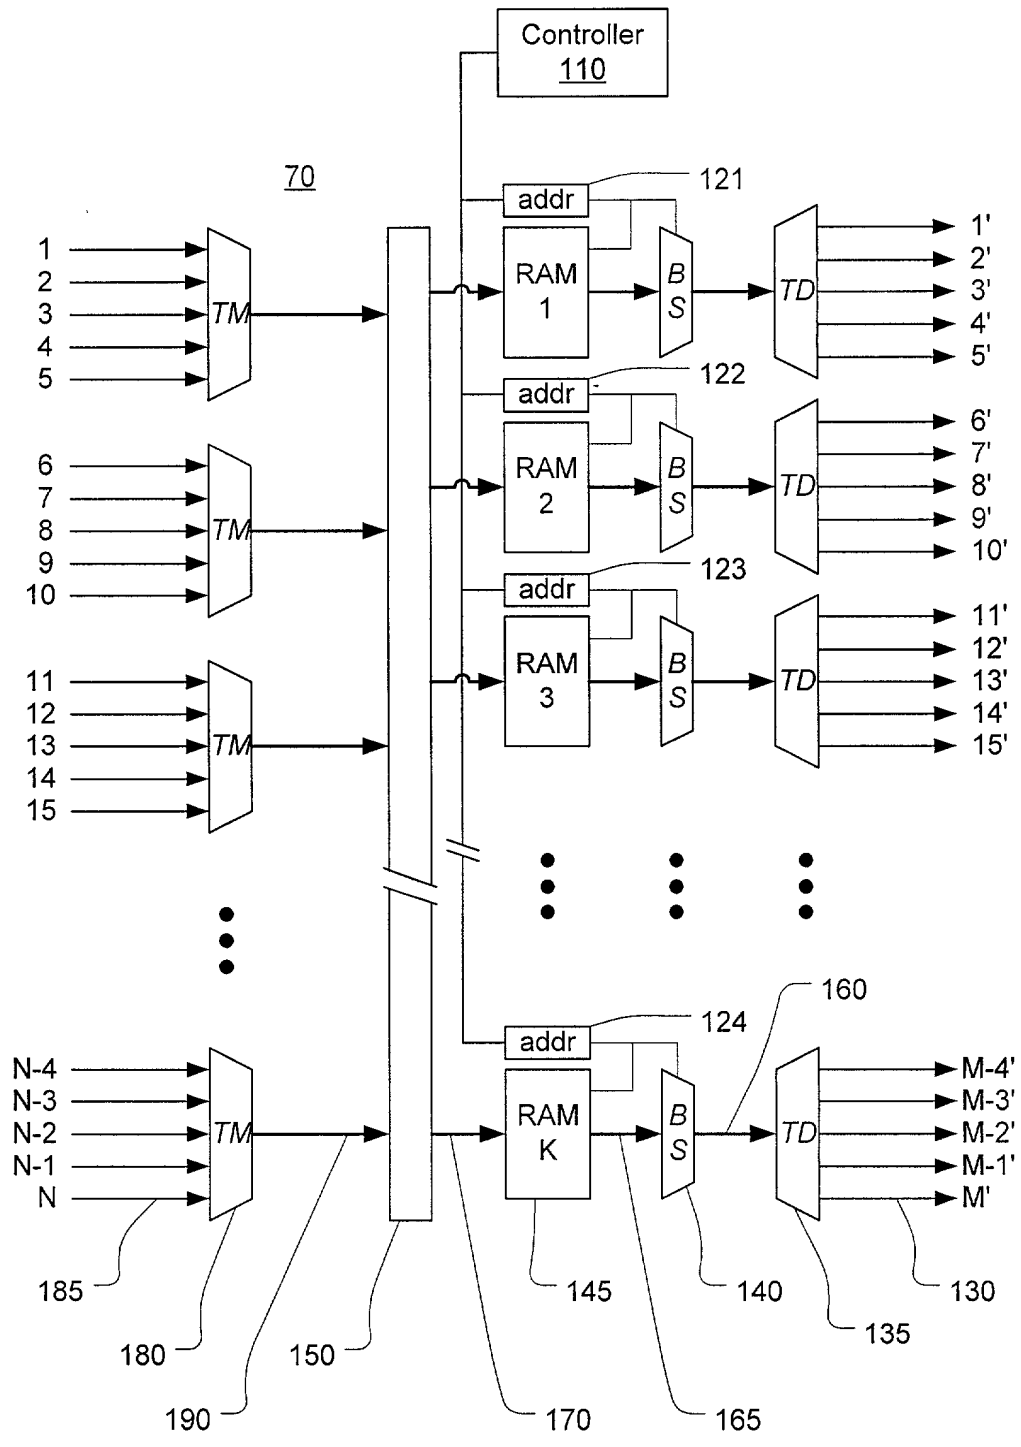 Controller
110
70
121
addr
1
2
3
4
5
TM
RAM
1
B
S
TD
1'
2'
3'
4'
5'
122
addr
6
7
8
9
10
TM
RAM
2
B
S
TD
6'
7'
8'
9'
10'
123
addr
11
12
13
14
15
TM
RAM
3
B
S
TD
11'
12'
13'
14'
15'
160
124
addr
N-4
N-3
N-2
N-1
N
TM
RAM
K
B
S
TD
M-4'
M-3'
M-2'
M-1'
M'
185
145
140
130
180
150
135
190
170
165